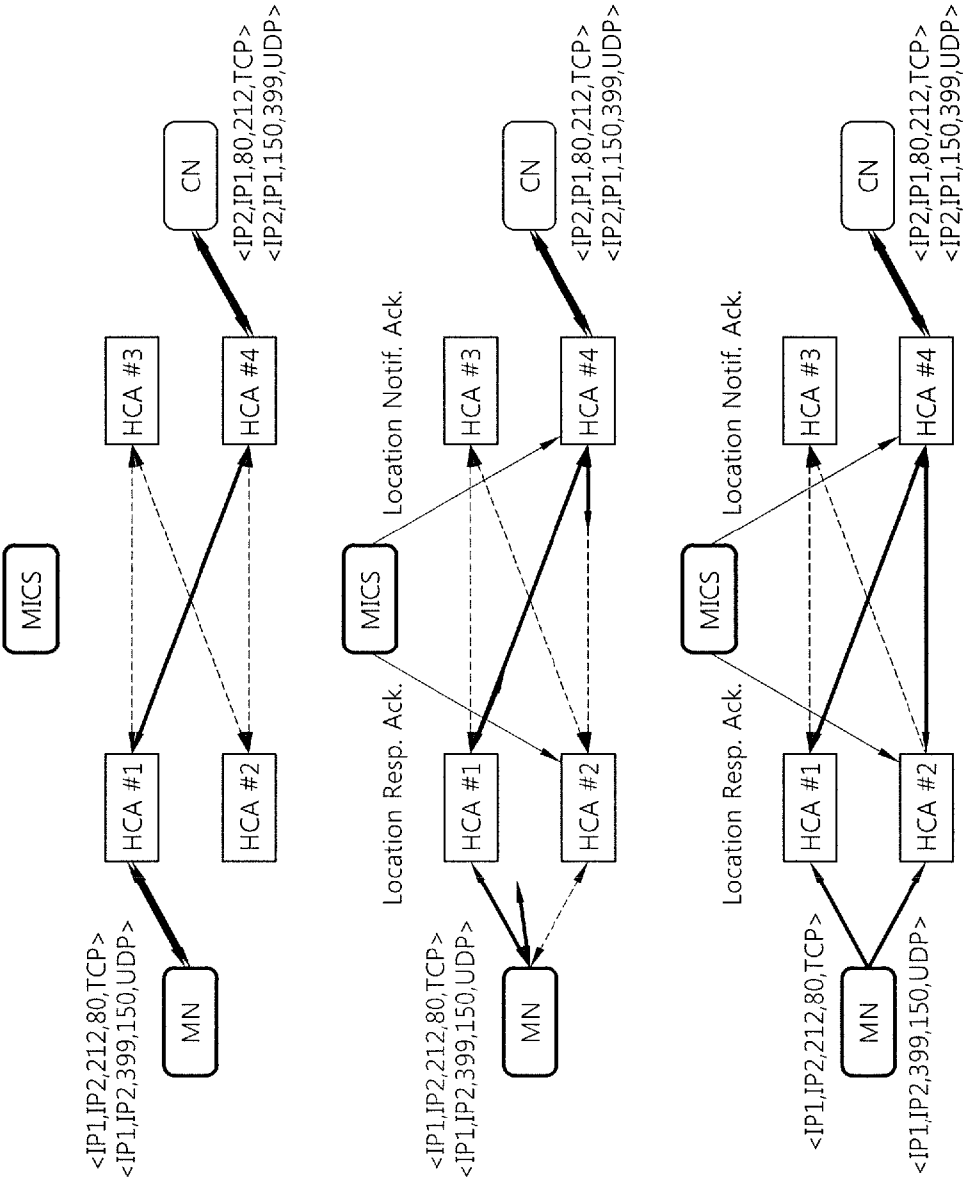 MICS
<IP1,IP2,212,80,TCP>
<IP1,IP2,399,150,UDP>
HCA #1
HCA #3
MN
CN
HCA #2
HCA #4
<IP2,IP1,80,212,TCP>
<IP2,IP1,150,399,UDP>
MICS
Location Resp. Ack.
Location Notif. Ack.
<IP1,IP2,212,80,TCP>
<IP1,IP2,399,150,UDP>
HCA #1
HCA #3
MN
CN
HCA #2
HCA #4
<IP2,IP1,80,212,TCP>
<IP2,IP1,150,399,UDP>
MICS
Location Resp. Ack.
Location Notif. Ack.
<IP1,IP2,212,80,TCP>
HCA #1
HCA #3
MN
CN
<IP1,IP2,399,150,UDP>
HCA #2
HCA #4
<IP2,IP1,80,212,TCP>
<IP2,IP1,150,399,UDP>